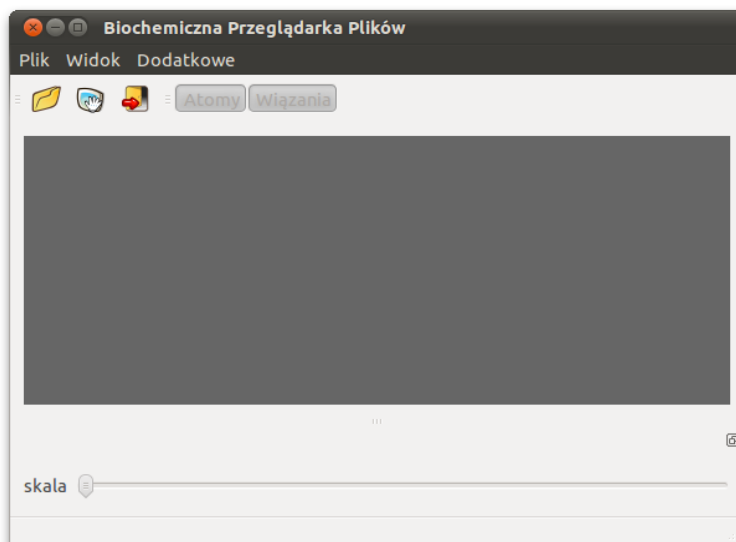 Biochemiczna Przeglądarka Plików
Plik Widok Dodatkowe
Atomy Wiązania
skala